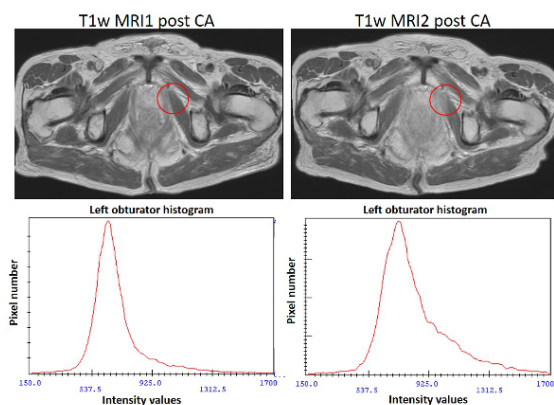 T1w MRI1 post CA
T1w MRI2 post CA
Left obturator histogram
Left obturator histogram
Pixel number
Pixel number
150.0 537.5 925.0 1312.5 1700
150.0 537.5 925.0 1312.5 1700
Intensity values
Intensity values